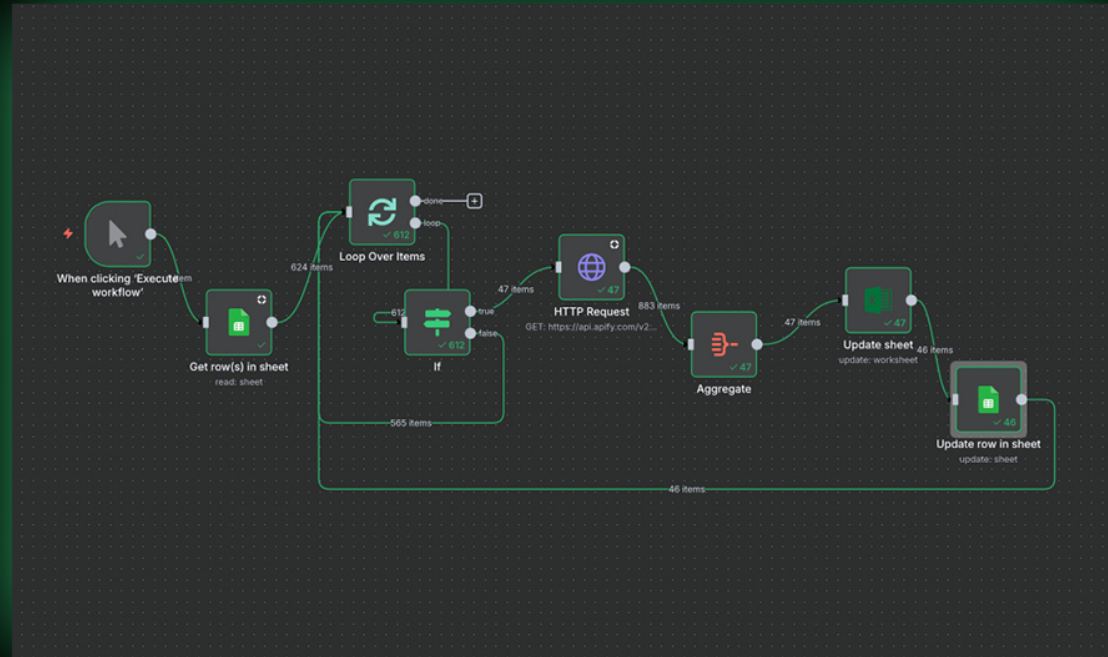 done
loop
612
Loop Over Items
When clicking 'Execute
workflow'
624 items
Get row(s) in sheet
read: sheet
612
true
false
612
If
565 items
47 items
47
HTTP Request
GET: https://api.apify.com/v2...
883 items
47
Aggregate
47 items
47
Update sheet
update: worksheet
46 items
46
Update row in sheet
update: sheet
46 items